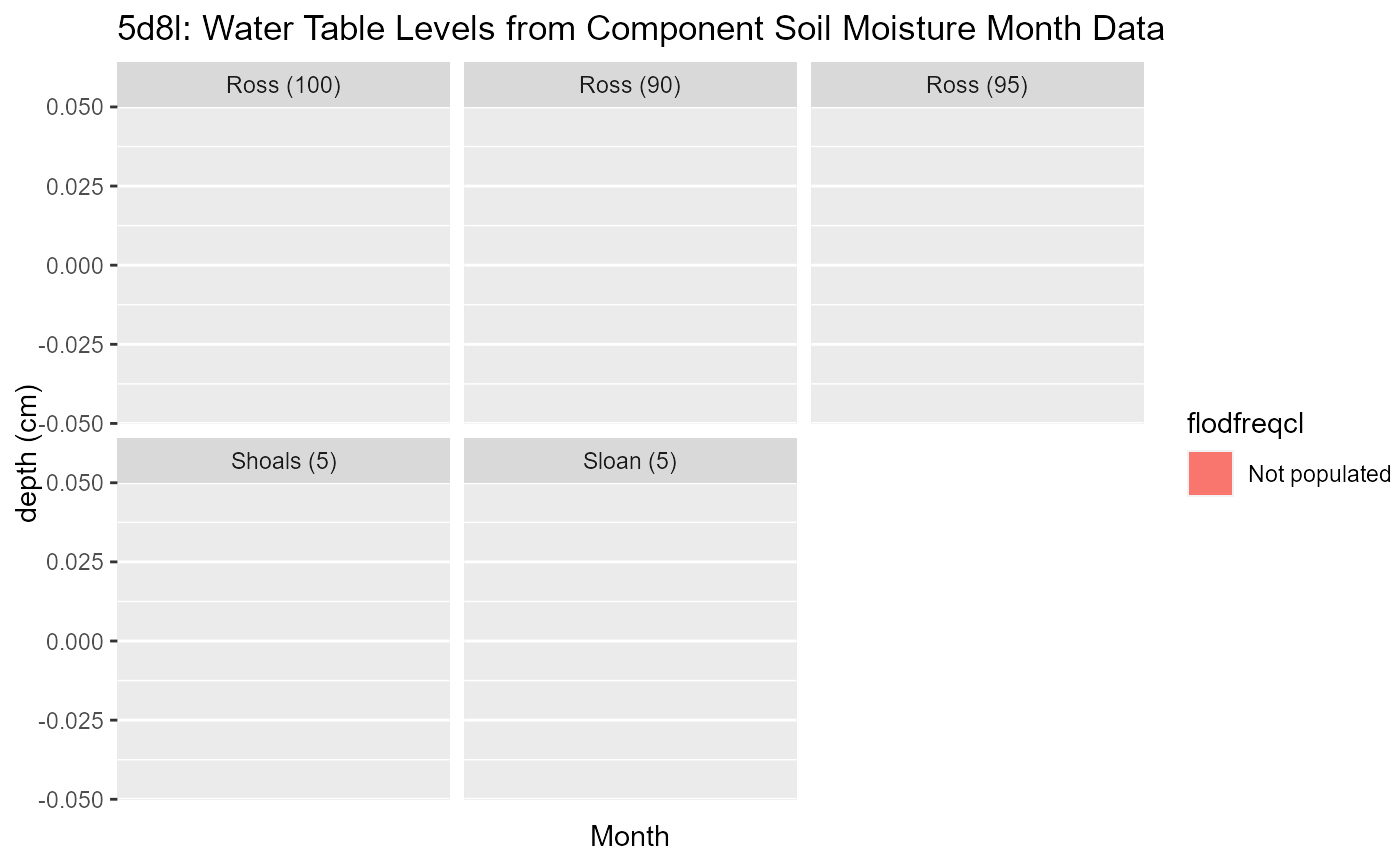 5d8l: Water Table Levels from Component Soil Moisture Month Data
Ross (100) Ross (90) Ross (95)
0.050
0.025
0.000
-0.025
-0.050
depth (cm)
Shoals (5) Sloan (5)
0.050
0.025
0.000
-0.025
-0.050
Month
flodfreqcl
Not populated